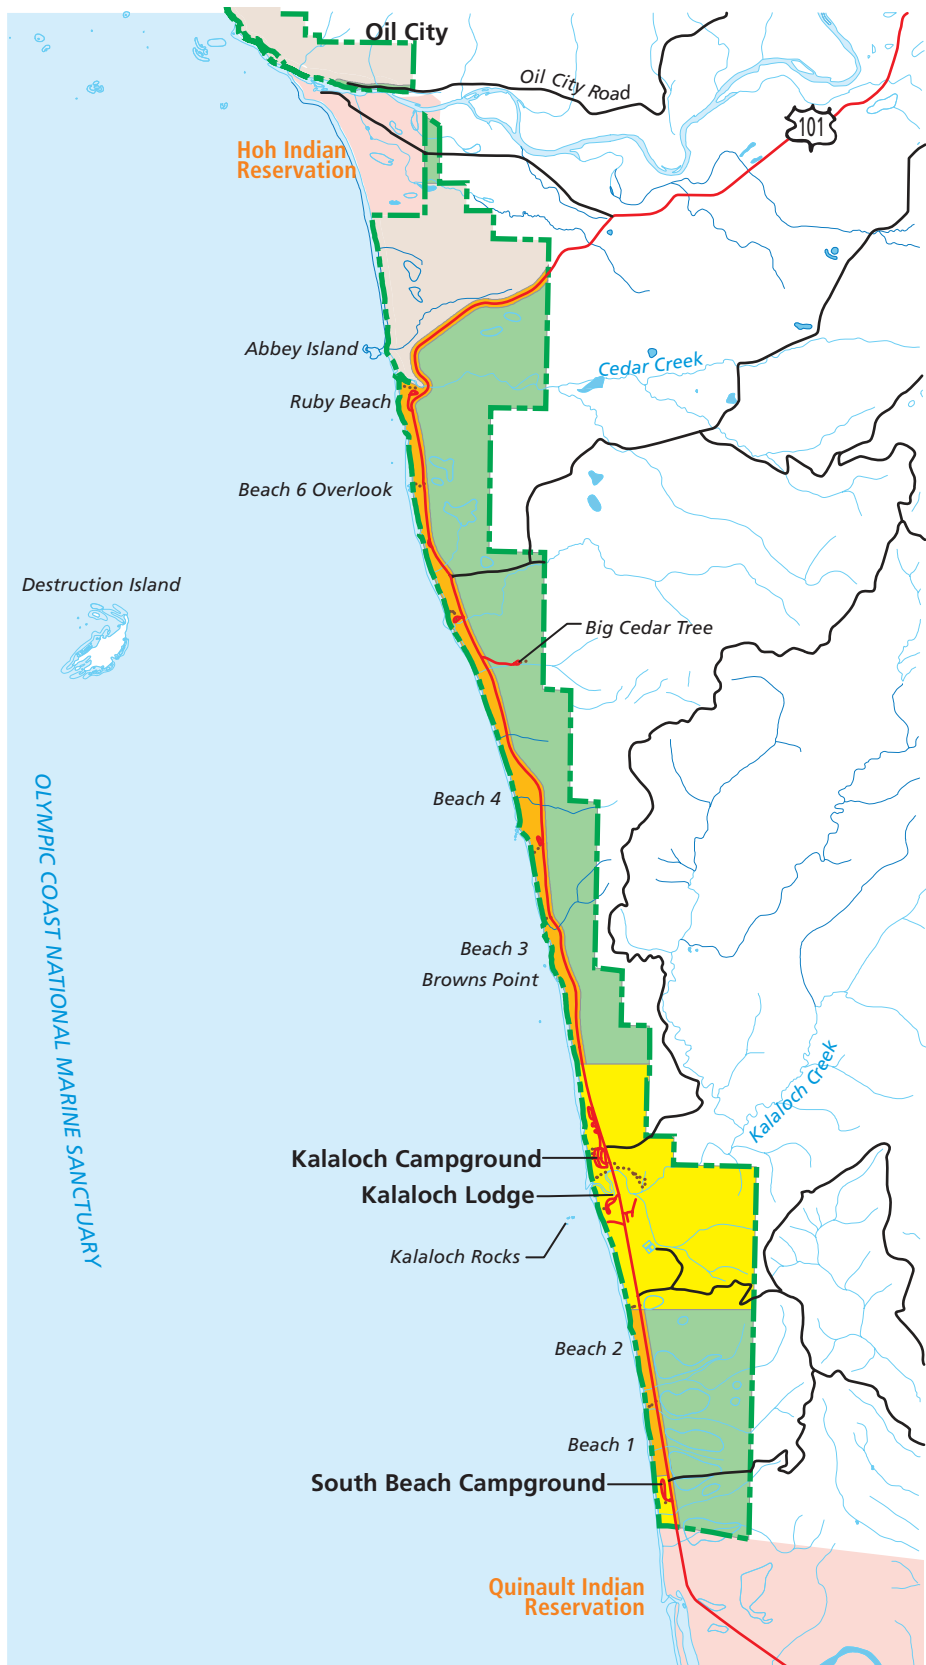 Oil City
Oil City Road
101
Hoh Indian
Reservation
Abbey Island
Cedar Creek
Ruby Beach
Beach 6 Overlook
Destruction Island
Big Cedar Tree
OLYMPIC COAST NATIONAL MARINE SANCTUARY
Beach 4
Beach 3
Browns Point
Kalaloch Creek
Kalaloch Campground
Kalaloch Lodge
Kalaloch Rocks
Beach 2
Beach 1
South Beach Campground
Quinault Indian
Reservation